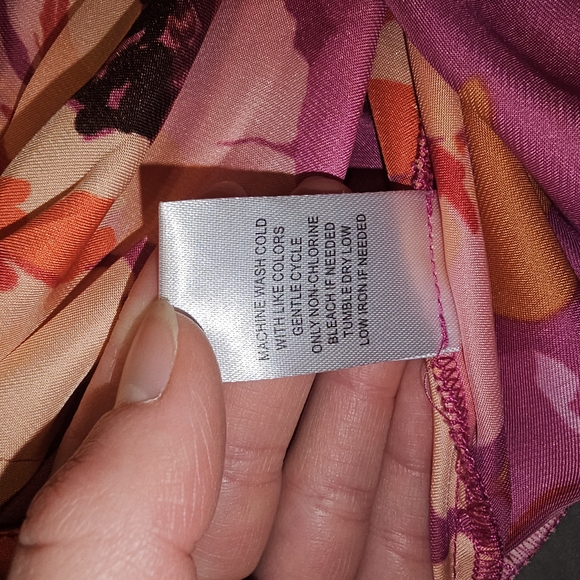 MACHINE WASH COLD
WITH LIKE COLORS
GENTLE CYCLE
ONLY NON-CHLORINE
BLEACH IF NEEDED
TUMBLE DRY LOW
LOW IRON IF NEEDED